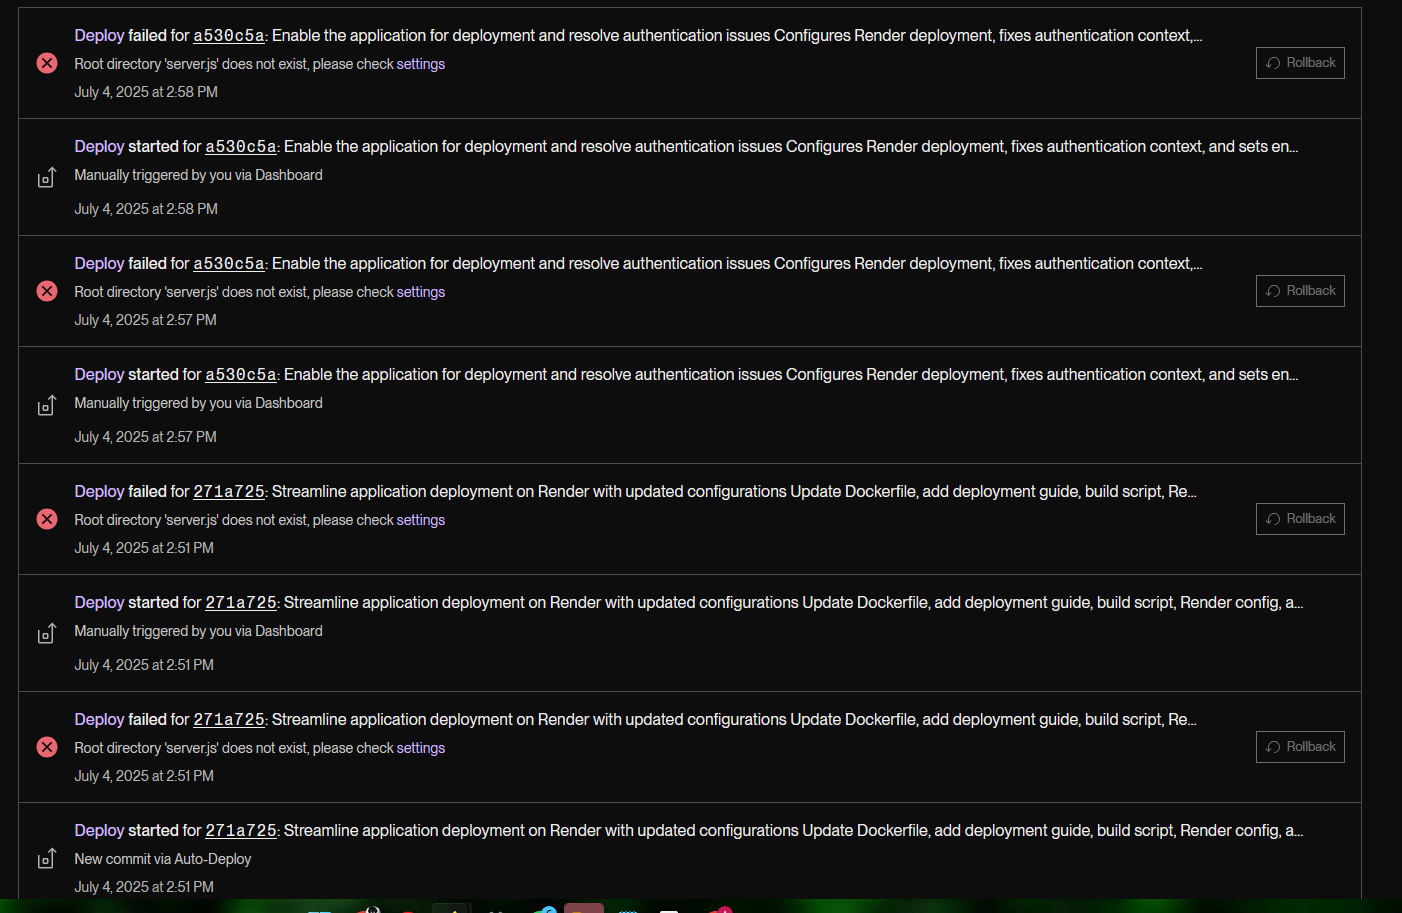 Deploy failed for a530c5a: Enable the application for deployment and resolve authentication issues Configures Render deployment, fixes authentication context,...
Root directory 'server.js' does not exist, please check settings
Rollback
July 4, 2025 at 2:58 PM
Deploy started for a530c5a: Enable the application for deployment and resolve authentication issues Configures Render deployment, fixes authentication context, and sets en...
Manually triggered by you via Dashboard
July 4, 2025 at 2:58 PM
Deploy failed for a530c5a: Enable the application for deployment and resolve authentication issues Configures Render deployment, fixes authentication context,...
Root directory 'server.js' does not exist, please check settings
Rollback
July 4, 2025 at 2:57 PM
Deploy started for a530c5a: Enable the application for deployment and resolve authentication issues Configures Render deployment, fixes authentication context, and sets en...
Manually triggered by you via Dashboard
July 4, 2025 at 2:57 PM
Deploy failed for 271a725: Streamline application deployment on Render with updated configurations Update Dockerfile, add deployment guide, build script, Re...
Root directory 'server.js' does not exist, please check settings
Rollback
July 4, 2025 at 2:51 PM
Deploy started for 271a725: Streamline application deployment on Render with updated configurations Update Dockerfile, add deployment guide, build script, Render config, a...
Manually triggered by you via Dashboard
July 4, 2025 at 2:51 PM
Deploy failed for 271a725: Streamline application deployment on Render with updated configurations Update Dockerfile, add deployment guide, build script, Re...
Root directory 'server.js' does not exist, please check settings
Rollback
July 4, 2025 at 2:51 PM
Deploy started for 271a725: Streamline application deployment on Render with updated configurations Update Dockerfile, add deployment guide, build script, Render config, a...
New commit via Auto-Deploy
July 4, 2025 at 2:51 PM